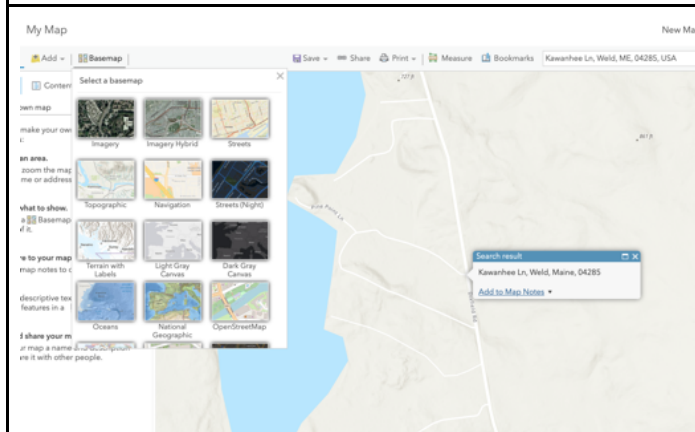 My Map
New Ma
Add
Basemap
Save
Share
Print
Measure
Bookmarks
Kawanhee Ln, Weld, ME, 04285, USA
Conten
Select a basemap
own map
make your ow
s:
an area.
zoom the map
me or address
what to show.
a Basemap
f it.
re to your map
map notes to c
descriptive tex
features in a
d share your m
ur map a name and description
are it with other people.
Imagery
Imagery Hybrid
Streets
Topographic
Navigation
Streets (Night)
Terrain with Labels
Light Gray Canvas
Dark Gray Canvas
Oceans
National Geographic
OpenStreetMap
Search result
Kawanhee Ln, Weld, Maine, 04285
Add to Map Notes